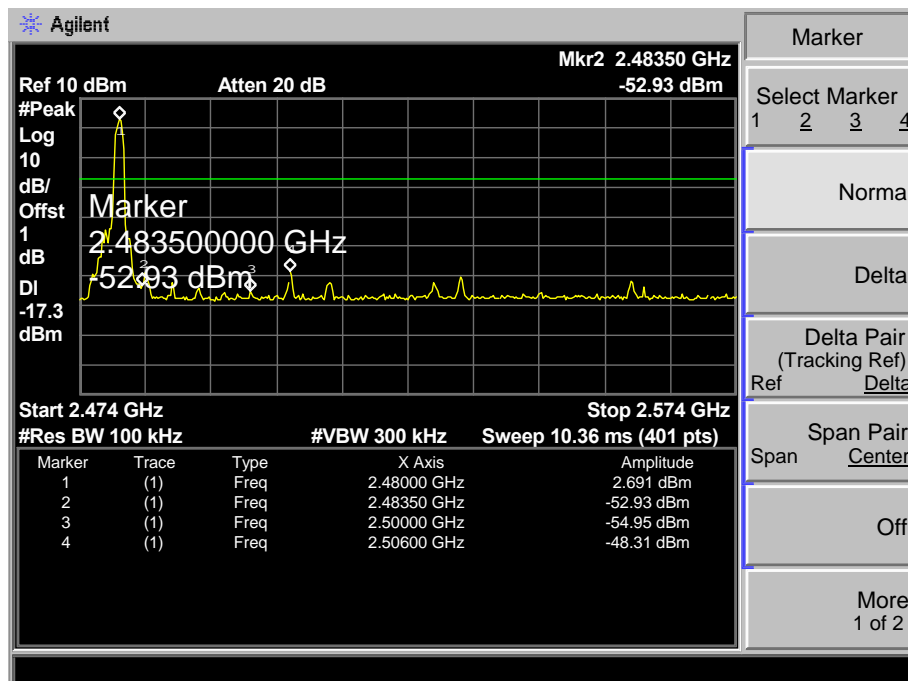 Agilent
Mkr2 2.48350 GHz
Ref 10 dBm Atten 20 dB -52.93 dBm
#Peak
Log
10
dB/
Offst
1
dB
DI
-17.3
dBm
1
2
3
Marker
2.483500000 GHz
-52.93 dBm
Start 2.474 GHz Stop 2.574 GHz
#Res BW 100 kHz #VBW 300 kHz Sweep 10.36 ms (401 pts)
Marker Trace Type X Axis Amplitude
1 (1) Freq 2.48000 GHz 2.691 dBm
2 (1) Freq 2.48350 GHz -52.93 dBm
3 (1) Freq 2.50000 GHz -54.95 dBm
4 (1) Freq 2.50600 GHz -48.31 dBm
Marker
Select Marker
1 2 3 4
Norma
Delta
Delta Pair
(Tracking Ref)
Ref Delta
Span Pair
Span Center
Off
More
1 of 2